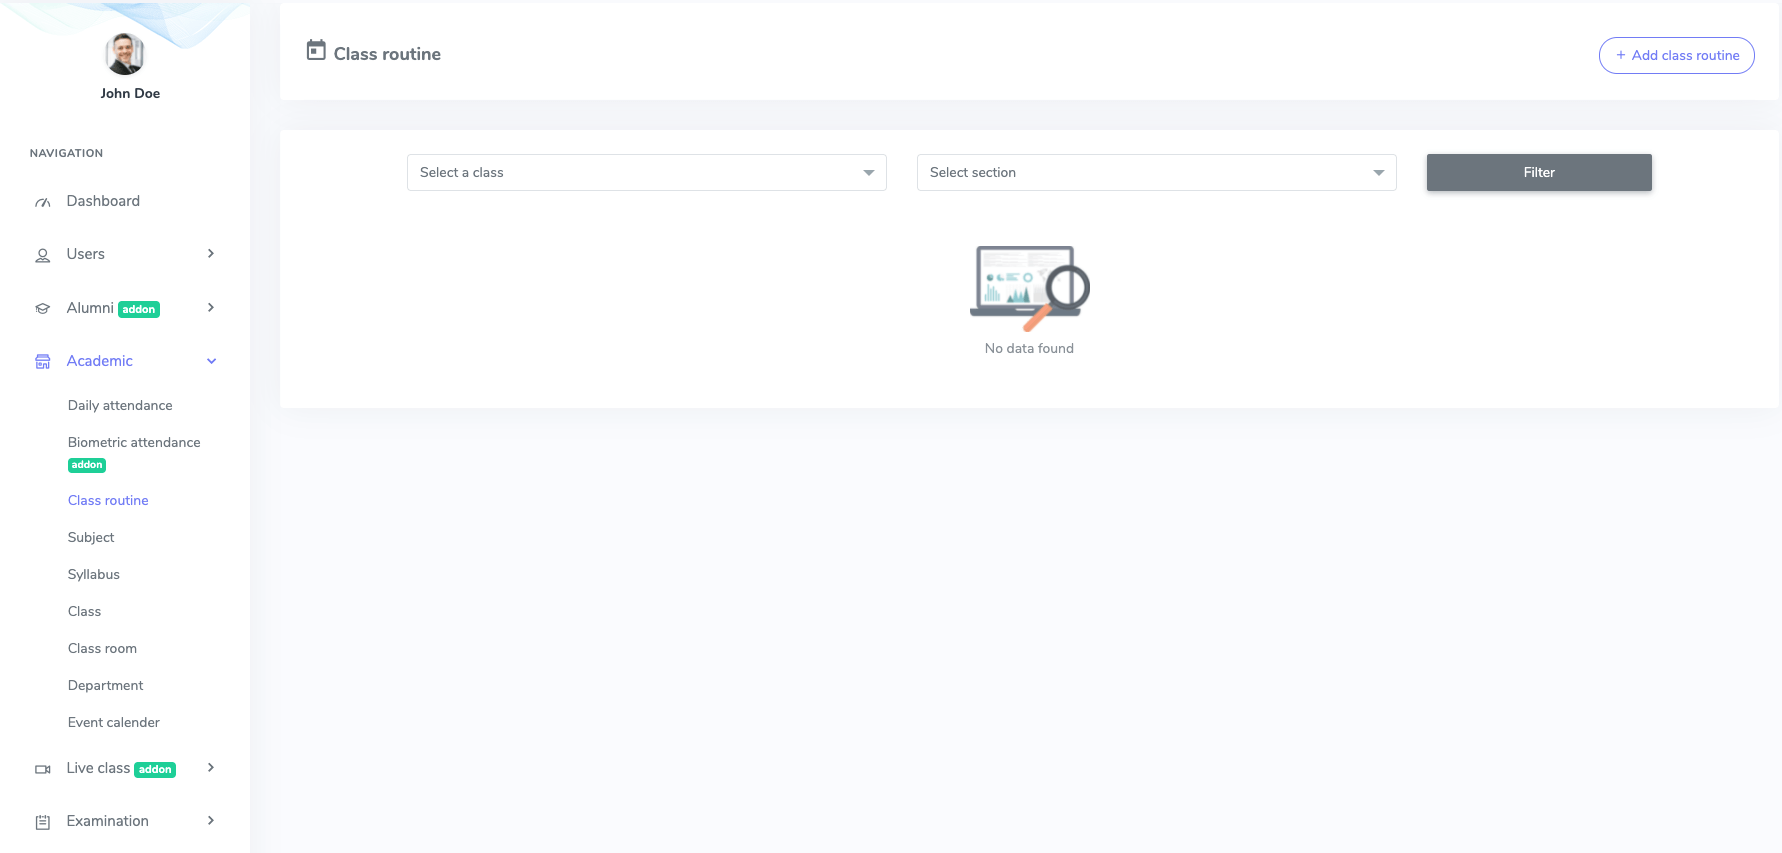 John Doe
NAVIGATION
Dashboard
Users
Alumni addon
Academic
Daily attendance
Biometric attendance
addon
Class routine
Subject
Syllabus
Class
Class room
Department
Event calender
Live class addon
Examination
Class routine
+ Add class routine
Select a class
Select section
Filter
No data found